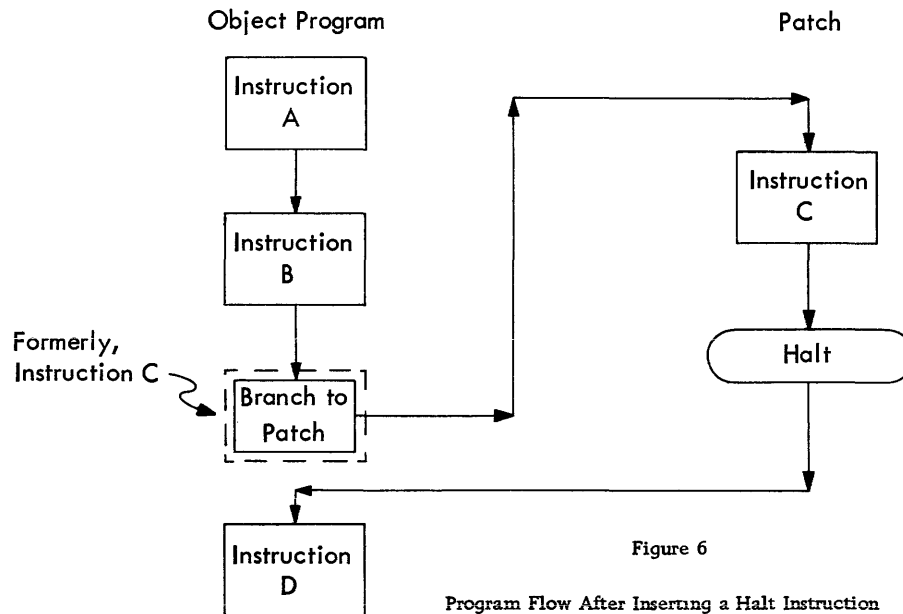 Object Program
Patch
Instruction
A
Instruction
C
Instruction
B
Halt
Formerly,
Instruction C
Branch to
Patch
Instruction
D
Figure 6
Program Flow After Inserting a Halt Instruction